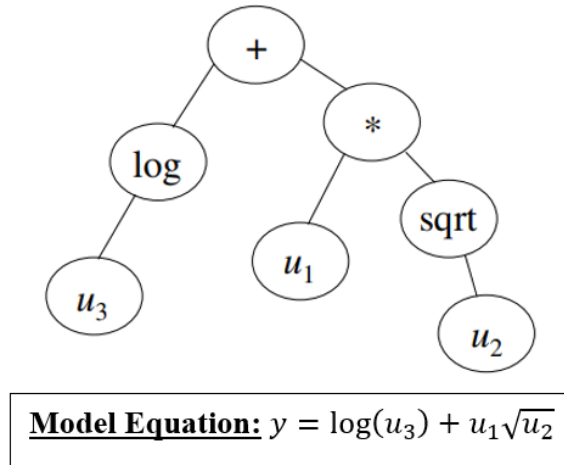 +
*
log
sqrt
u₁
u₃
u₂
Model Equation: y = log(u₃) + u₁√u₂